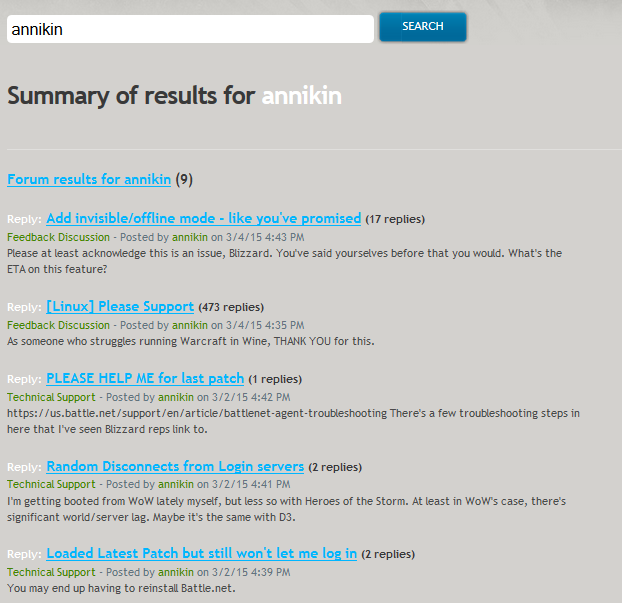 annikin
SEARCH
Summary of results for annikin
Forum results for annikin (9)
Reply: Add invisible/offline mode - like you've promised (17 replies)
Feedback Discussion - Posted by annikin on 3/4/15 4:43 PM
Please at least acknowledge this is an issue, Blizzard. You've said yourselves before that you would. What's the
ETA on this feature?
Reply: [Linux] Please Support (473 replies)
Feedback Discussion - Posted by annikin on 3/4/15 4:35 PM
As someone who struggles running Warcraft in Wine, THANK YOU for this.
Reply: PLEASE HELP ME for last patch (1 replies)
Technical Support - Posted by annikin on 3/2/15 4:42 PM
https://us.battle.net/support/en/article/battlenet-agent-troubleshooting There's a few troubleshooting steps in
here that I've seen Blizzard reps link to.
Reply: Random Disconnects from Login servers (2 replies)
Technical Support - Posted by annikin on 3/2/15 4:41 PM
I'm getting booted from WoW lately myself, but less so with Heroes of the Storm. At least in WoW's case, there's
significant world/server lag. Maybe it's the same with D3.
Reply: Loaded Latest Patch but still won't let me log in (2 replies)
Technical Support - Posted by annikin on 3/2/15 4:39 PM
You may end up having to reinstall Battle.net.